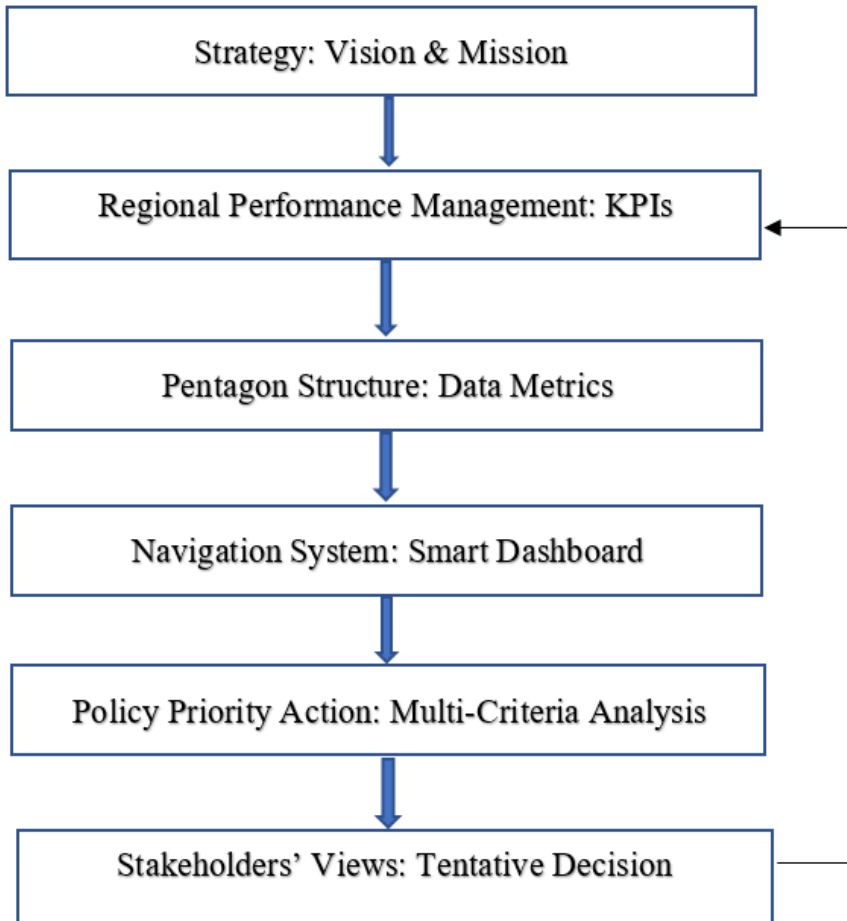 Strategy: Vision & Mission
Regional Performance Management: KPIs
Pentagon Structure: Data Metrics
Navigation System: Smart Dashboard
Policy Priority Action: Multi-Criteria Analysis
Stakeholders’ Views: Tentative Decision